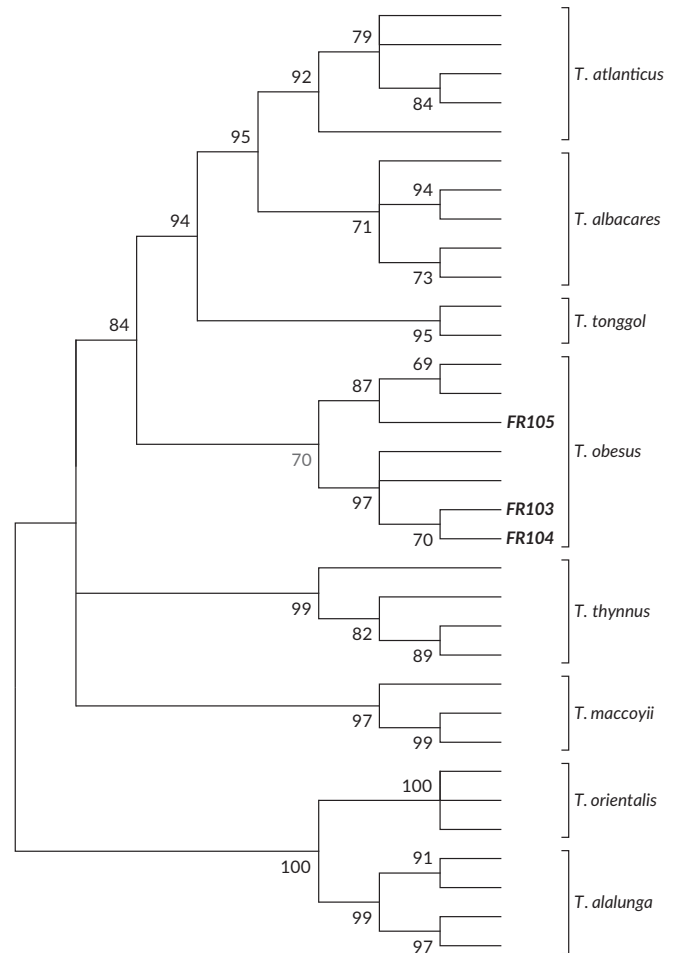 79
92
T. atlanticus
84
95
94
T. albacares
94
71
73
T. tonggol
95
84
69
87
FR105
T. obesus
70
97
FR103
70
FR104
99
T. thynnus
82
89
T. maccoyii
97
99
100
T. orientalis
100
91
T. alalunga
99
97